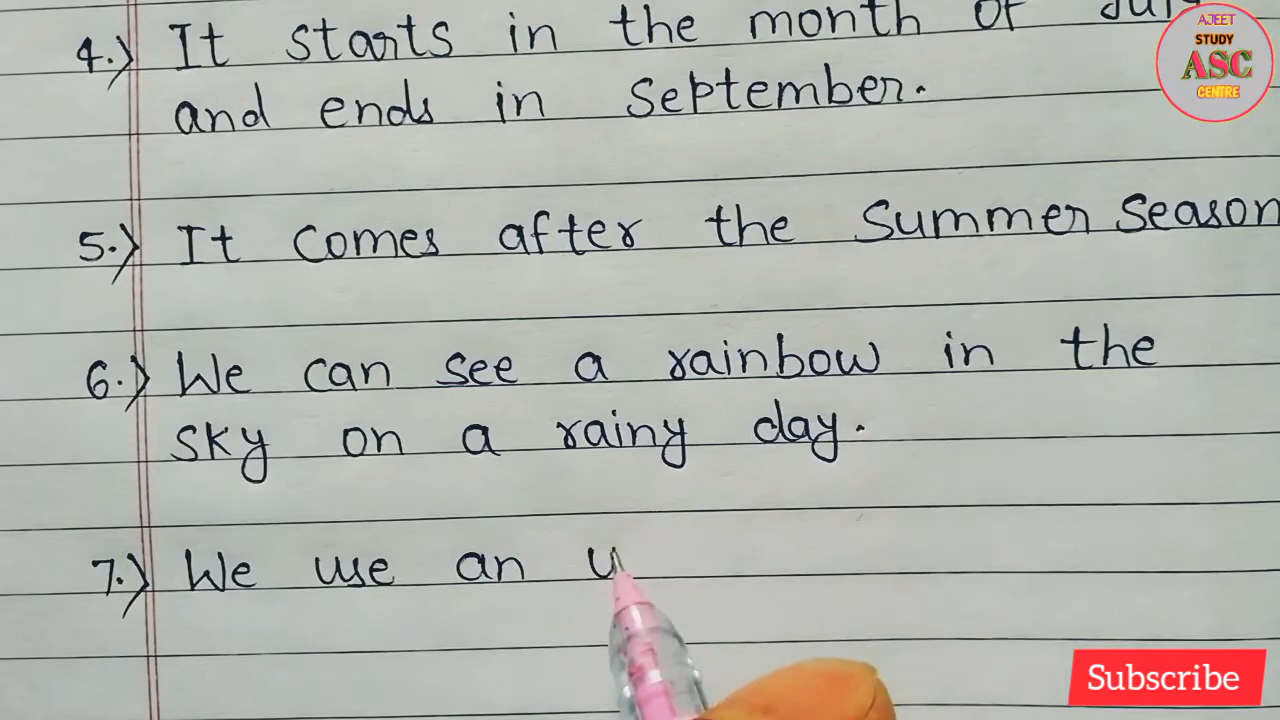 4.) It starts in the month of July
and ends in September.
5.) It comes after the Summer Season
6.) We can see a rainbow in the
sky on a rainy day.
7.) We use an u
AJEET
STUDY
ASC
CENTRE
Subscribe